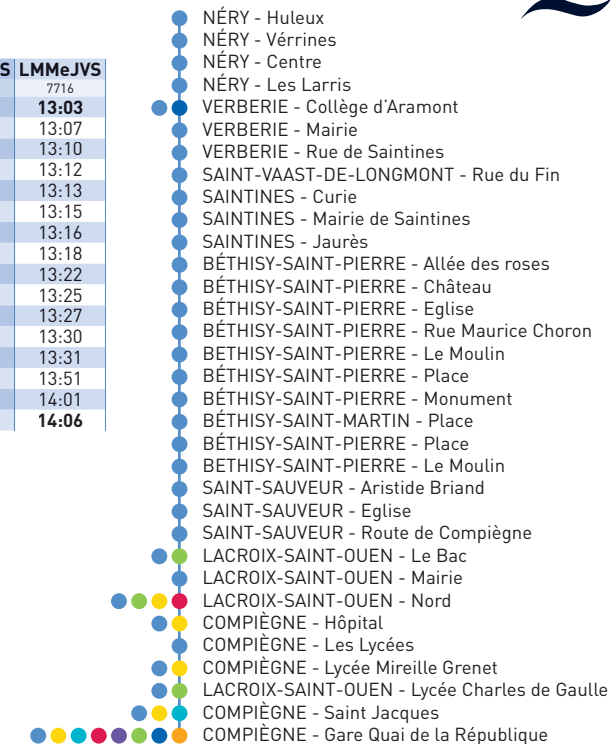 S LMMeJVS
7716
13:03
13:07
13:10
13:12
13:13
13:15
13:16
13:18
13:22
13:25
13:27
13:30
13:31
13:51
14:01
14:06
NÉRY - Huleux
NÉRY - Vérrines
NÉRY - Centre
NÉRY - Les Larris
VERBERIE - Collège d'Aramont
VERBERIE - Mairie
VERBERIE - Rue de Saintines
SAINT-VAAST-DE-LONGMONT - Rue du Fin
SAINTINES - Curie
SAINTINES - Mairie de Saintines
SAINTINES - Jaurès
BÉTHISY-SAINT-PIERRE - Allée des roses
BÉTHISY-SAINT-PIERRE - Château
BÉTHISY-SAINT-PIERRE - Eglise
BÉTHISY-SAINT-PIERRE - Rue Maurice Choron
BETHISY-SAINT-PIERRE - Le Moulin
BÉTHISY-SAINT-PIERRE - Place
BÉTHISY-SAINT-PIERRE - Monument
BÉTHISY-SAINT-MARTIN - Place
BÉTHISY-SAINT-PIERRE - Place
BETHISY-SAINT-PIERRE - Le Moulin
SAINT-SAUVEUR - Aristide Briand
SAINT-SAUVEUR - Eglise
SAINT-SAUVEUR - Route de Compiègne
LACROIX-SAINT-OUEN - Le Bac
LACROIX-SAINT-OUEN - Mairie
LACROIX-SAINT-OUEN - Nord
COMPIÈGNE - Hôpital
COMPIÈGNE - Les Lycées
COMPIÈGNE - Lycée Mireille Grenet
LACROIX-SAINT-OUEN - Lycée Charles de Gaulle
COMPIÈGNE - Saint Jacques
COMPIÈGNE - Gare Quai de la République